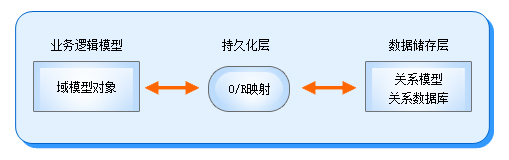 业务逻辑模型
持久化层
数据储存层
域模型对象
O/R映射
关系模型
关系数据库